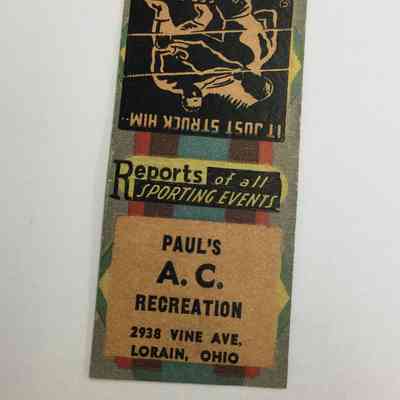 IT JUST STRUCK HIM..
Reports of all
SPORTING EVENTS
PAUL'S
A. C.
RECREATION
2938 VINE AVE.
LORAIN, OHIO